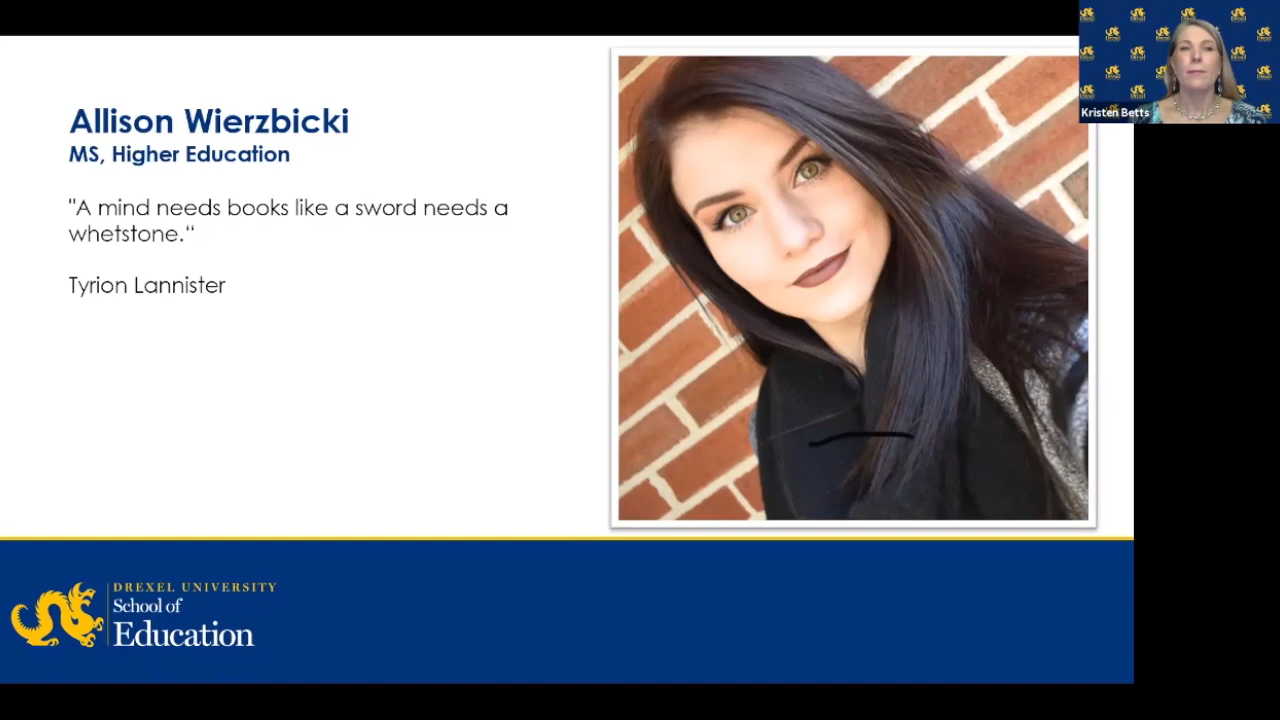 Allison Wierzbicki
MS, Higher Education
"A mind needs books like a sword needs a
whetstone.“
Tyrion Lannister
Kristen Betts
DREXEL UNIVERSITY
School of
Education